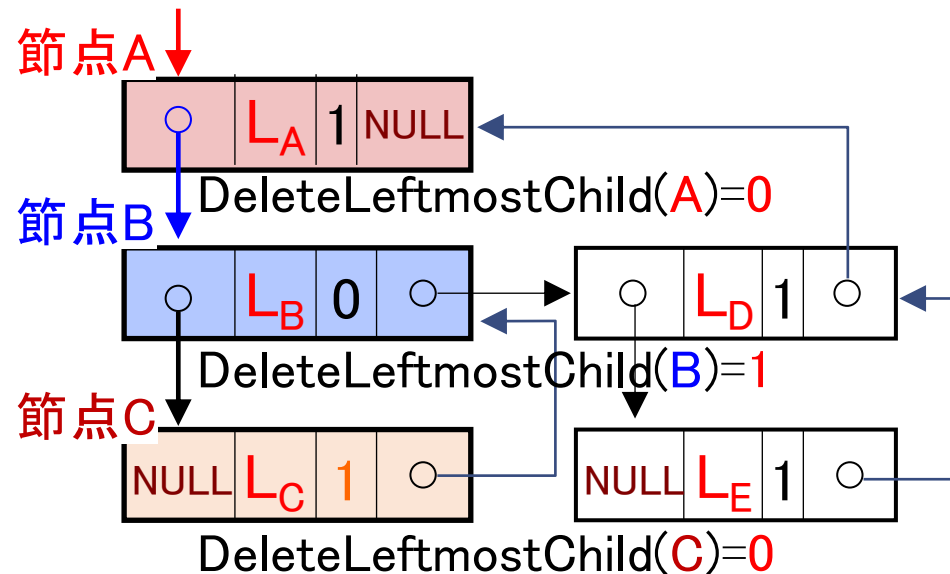 節点A
L_A 1 NULL
DeleteLeftmostChild(A)=0
節点B
L_B 0
L_D 1
DeleteLeftmostChild(B)=1
節点C
NULL L_C 1
NULL L_E 1
DeleteLeftmostChild(C)=0